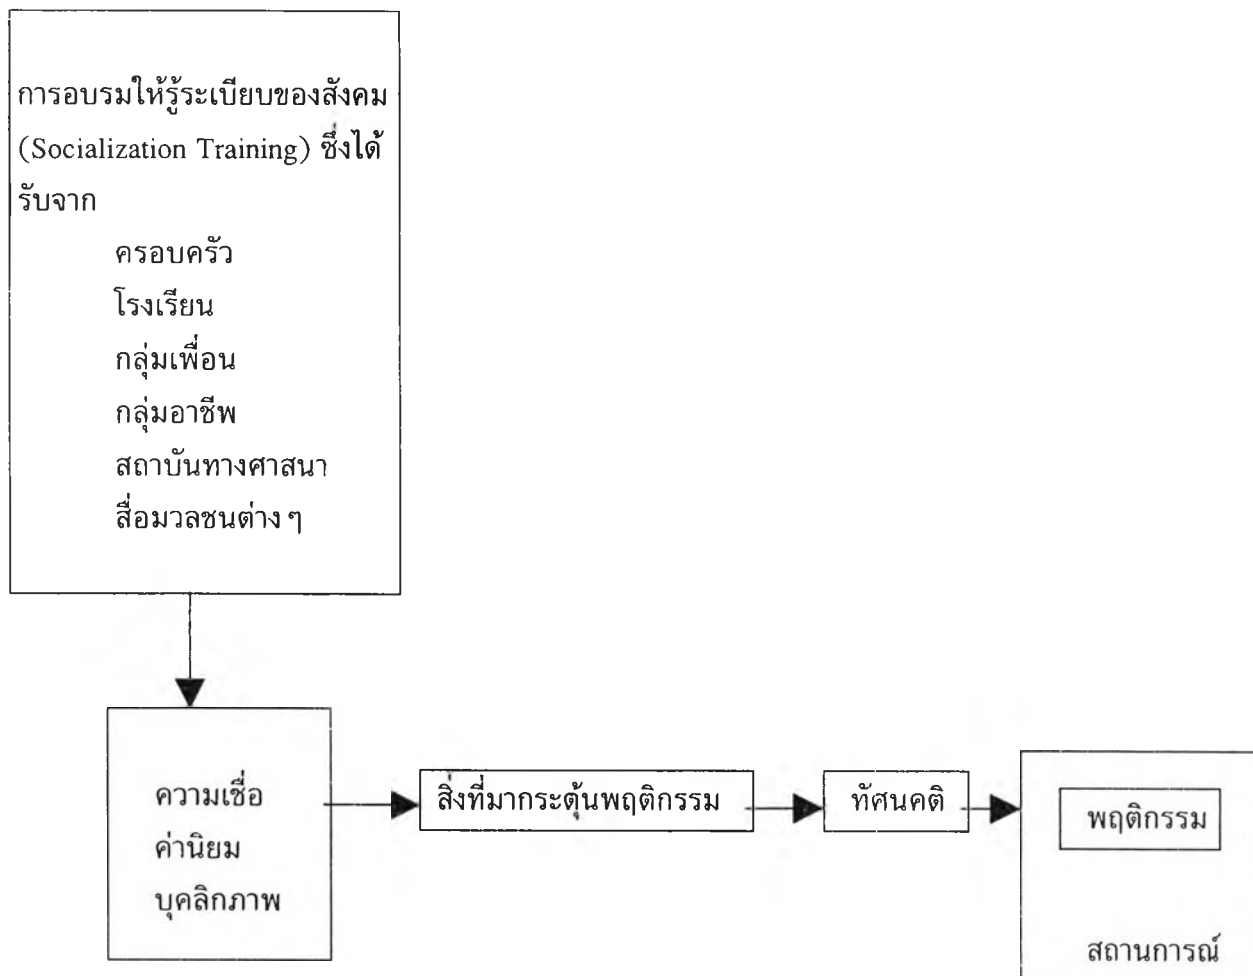 การอบรมให้รู้ระเบียบของสังคม
(Socialization Training) ซึ่งได้
รับจาก
ครอบครัว
โรงเรียน
กลุ่มเพื่อน
กลุ่มอาชีพ
สถาบันทางศาสนา
สื่อมวลชนต่าง ๆ
ความเชื่อ
ค่านิยม
บุคลิกภาพ
สิ่งที่มากระตุ้นพฤติกรรม
ทัศนคติ
พฤติกรรม
สถานการณ์